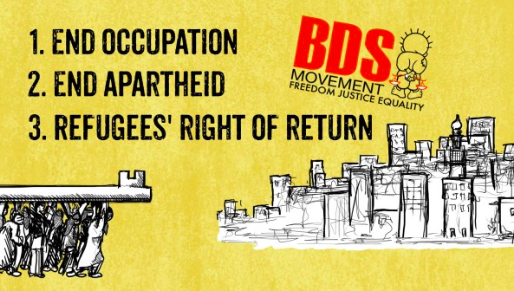 1. END OCCUPATION
2. END APARTHEID
3. REFUGEES' RIGHT OF RETURN
BDS
MOVEMENT
FREEDOM JUSTICE EQUALITY